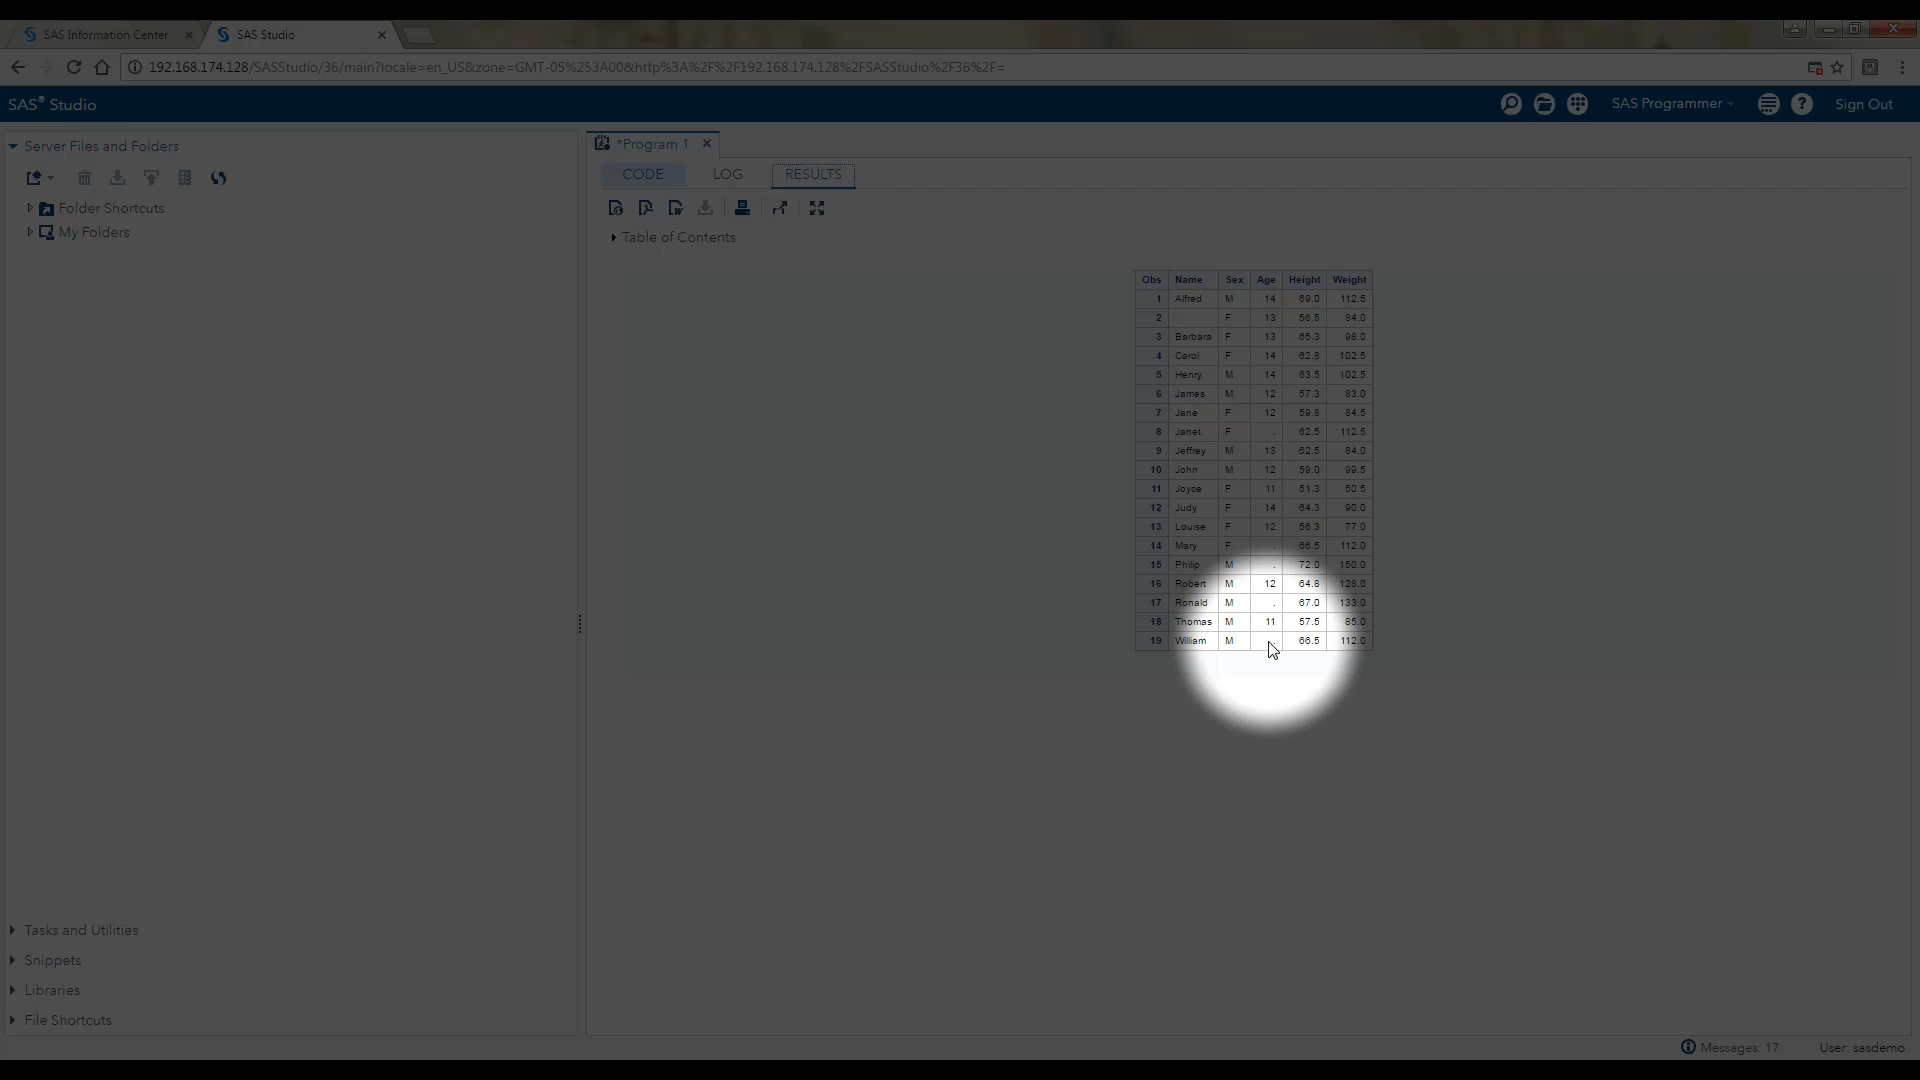 SAS Information Center
SAS Studio
192.168.174.128/SASStudio/36/main?locale=en_US&zone=GMT-05%253A00&http%3A%2F%2F192.168.174.128%2FSASStudio%2F36%2F=
SAS® Studio
SAS Programmer
Sign Out
Server Files and Folders
Folder Shortcuts
My Folders
Tasks and Utilities
Snippets
Libraries
File Shortcuts
*Program 1
CODE LOG RESULTS
Table of Contents
Obs Name Sex Age Height Weight
1 Alfred M 14 69.0 112.5
2 F 13 56.5 84.0
3 Barbara F 13 65.3 98.0
4 Carol F 14 62.8 102.5
5 Henry M 14 63.5 102.5
6 James M 12 57.3 83.0
7 Jane F 12 59.8 84.5
8 Janet F . 62.5 112.5
9 Jeffrey M 13 62.5 84.0
10 John M 12 59.0 99.5
11 Joyce F 11 51.3 50.5
12 Judy F 14 64.3 90.0
13 Louise F 12 56.3 77.0
14 Mary F . 66.5 112.0
15 Philip M . 72.0 150.0
16 Robert M 12 64.8 128.0
17 Ronald M . 67.0 133.0
18 Thomas M 11 57.5 85.0
19 William M . 66.5 112.0
Messages: 17
User: sasdemo